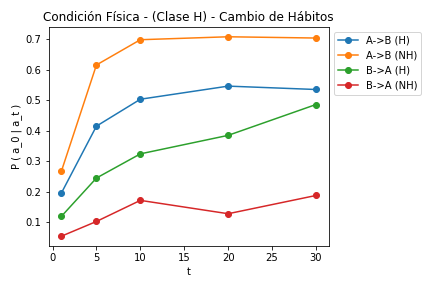 Condición Física - (Clase H) - Cambio de Hábitos
P ( a_0 | a_t )
0.7
0.6
0.5
0.4
0.3
0.2
0.1
0 5 10 15 20 25 30
t
A->B (H)
A->B (NH)
B->A (H)
B->A (NH)